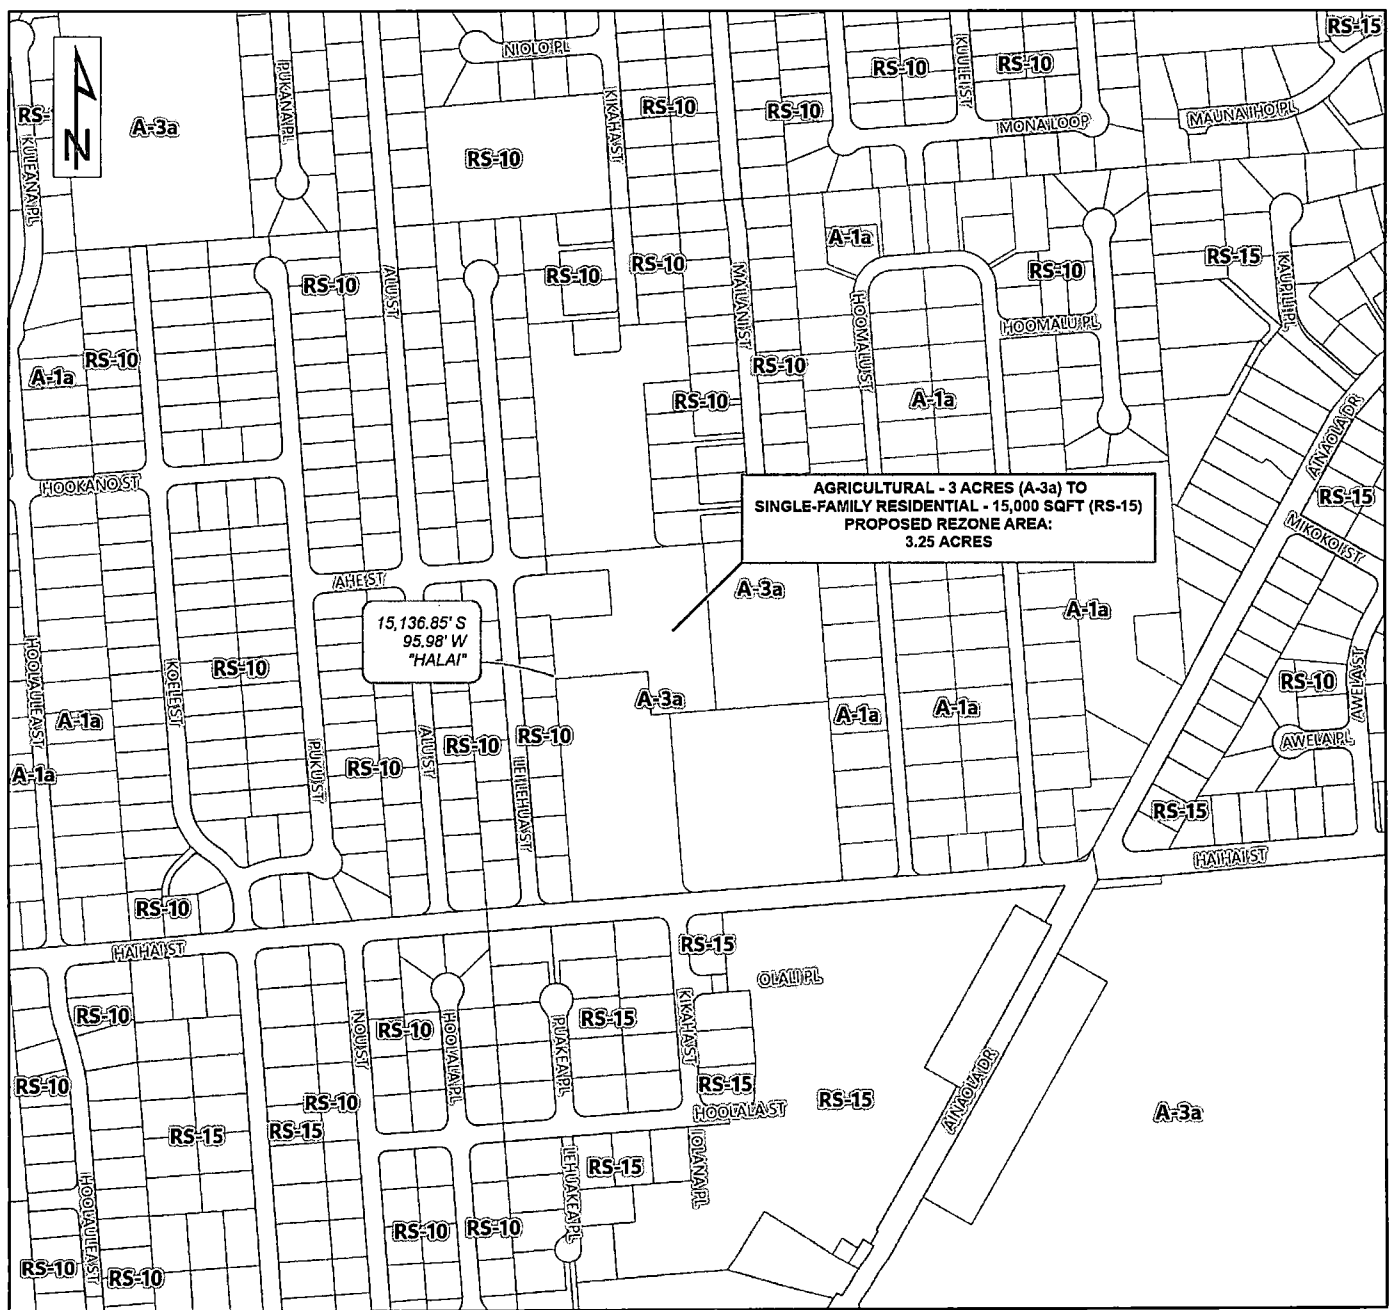 RS-15
NIOLO PL
KUULEI ST
RS-10
RS-10
PUKANA PL
RS-10
RS-10
KIKAHA ST
MAUNAIHO PL
RS-
A-3a
MONA LOOP
RS-10
KULEANA PL
A-1a
RS-10
RS-15
RS-10
RS-10
RS-10
KAUPILI PL
ALU ST
MAILANI ST
HOOMALU ST
HOOMALU PL
RS-10
A-1a
RS-10
RS-10
A-1a
AINAOLA DR
HOOKANO ST
RS-15
AGRICULTURAL - 3 ACRES (A-3a) TO
SINGLE-FAMILY RESIDENTIAL - 15,000 SQFT (RS-15)
PROPOSED REZONE AREA:
3.25 ACRES
MIKOKOI ST
AHE ST
A-3a
A-1a
15,136.85' S
95.98' W
"HALAI"
HOOLAULEA ST
KOELE ST
RS-10
RS-10
AWELA ST
A-3a
A-1a
A-1a
A-1a
ALU ST
RS-10
RS-10
AWELA PL
PUKU ST
RS-10
A-1a
LEILEHUA ST
RS-15
HAIHAI ST
RS-10
HAIHAI ST
RS-15
OLALI PL
RS-10
INOU ST
RS-10
HOOLALA PL
PUAKEA PL
RS-15
KIKAHA ST
RS-10
RS-15
RS-15
AINAOLA DR
A-3a
RS-10
HOOLALA ST
RS-15
RS-15
RS-15
IOLANA PL
LEHUAKEA PL
HOOLAULEA ST
RS-10
RS-10
RS-10
RS-10